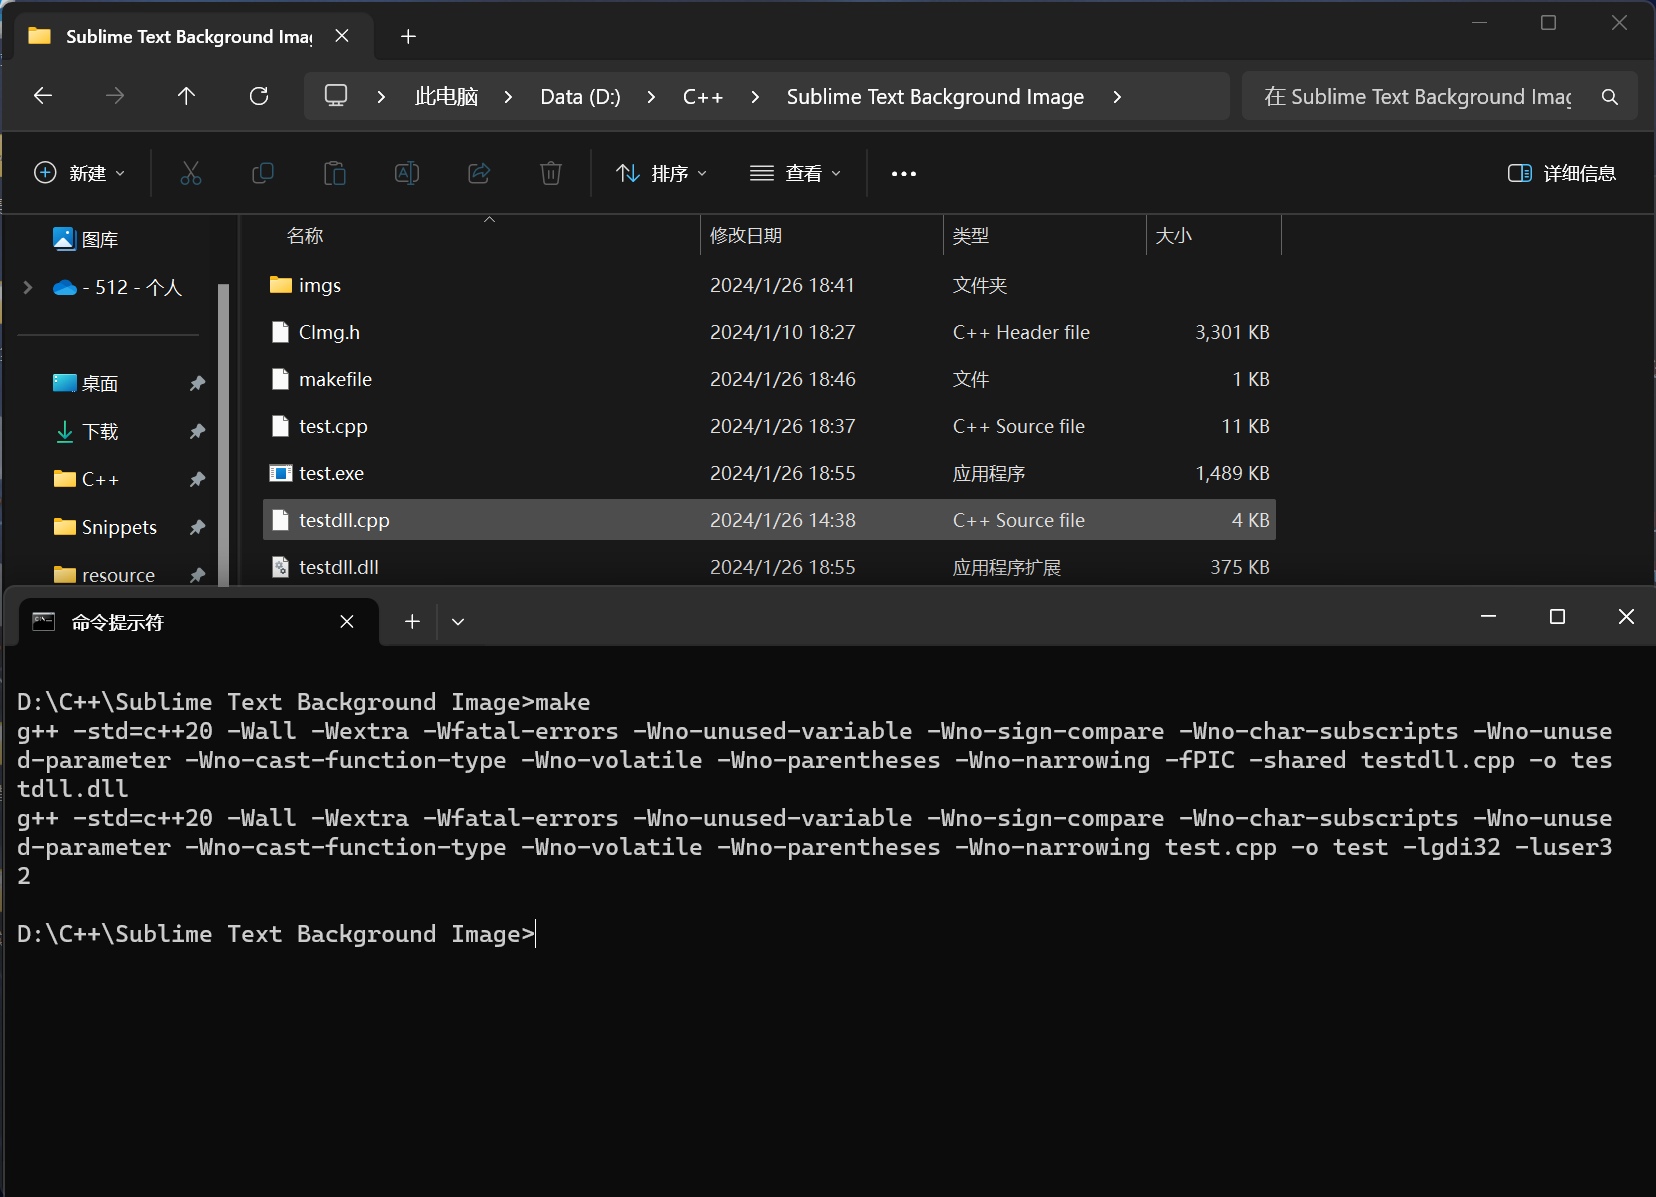 Sublime Text Background Imag
此电脑 Data (D:) C++ Sublime Text Background Image 在 Sublime Text Background Imag
新建 排序 查看 详细信息
名称 修改日期 类型 大小
图库
- 512 - 个人
桌面
下载
C++
Snippets
resource
imgs 2024/1/26 18:41 文件夹
CImg.h 2024/1/10 18:27 C++ Header file 3,301 KB
makefile 2024/1/26 18:46 文件 1 KB
test.cpp 2024/1/26 18:37 C++ Source file 11 KB
test.exe 2024/1/26 18:55 应用程序 1,489 KB
testdll.cpp 2024/1/26 14:38 C++ Source file 4 KB
testdll.dll 2024/1/26 18:55 应用程序扩展 375 KB
命令提示符
D:\C++\Sublime Text Background Image>make
g++ -std=c++20 -Wall -Wextra -Wfatal-errors -Wno-unused-variable -Wno-sign-compare -Wno-char-subscripts -Wno-unuse
d-parameter -Wno-cast-function-type -Wno-volatile -Wno-parentheses -Wno-narrowing -fPIC -shared testdll.cpp -o tes
tdll.dll
g++ -std=c++20 -Wall -Wextra -Wfatal-errors -Wno-unused-variable -Wno-sign-compare -Wno-char-subscripts -Wno-unuse
d-parameter -Wno-cast-function-type -Wno-volatile -Wno-parentheses -Wno-narrowing test.cpp -o test -lgdi32 -luser3
2
D:\C++\Sublime Text Background Image>